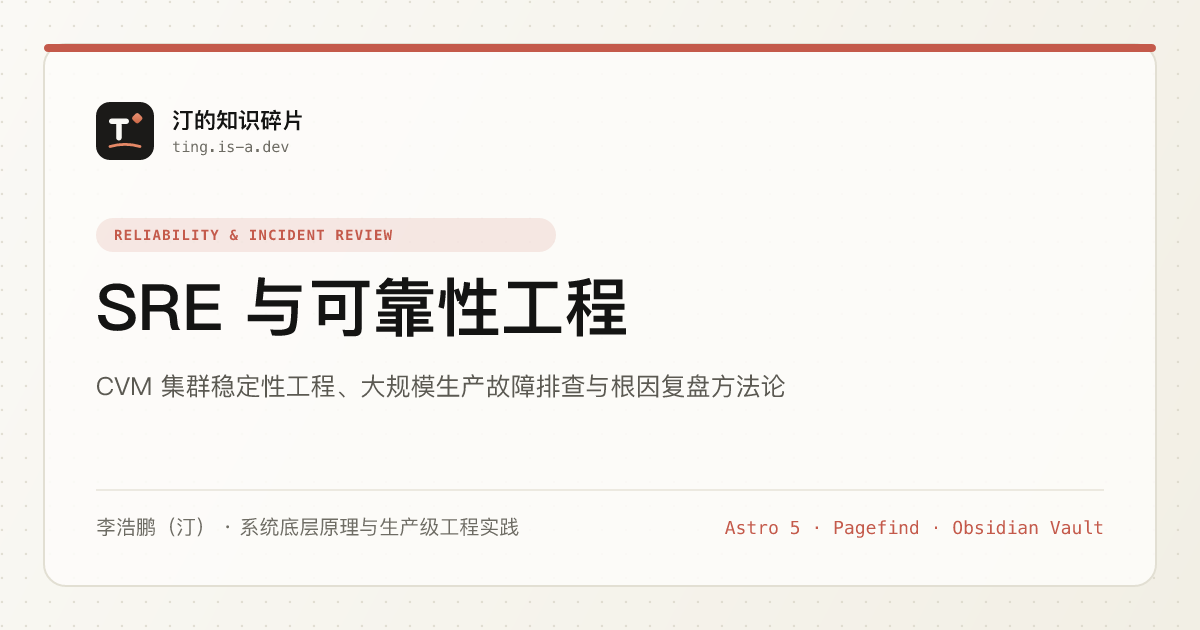 汀的知识碎片
ting.is-a.dev
RELIABILITY & INCIDENT REVIEW
SRE 与可靠性工程
CVM 集群稳定性工程、大规模生产故障排查与根因复盘方法论
李浩鹏（汀） · 系统底层原理与生产级工程实践
Astro 5 · Pagefind · Obsidian Vault